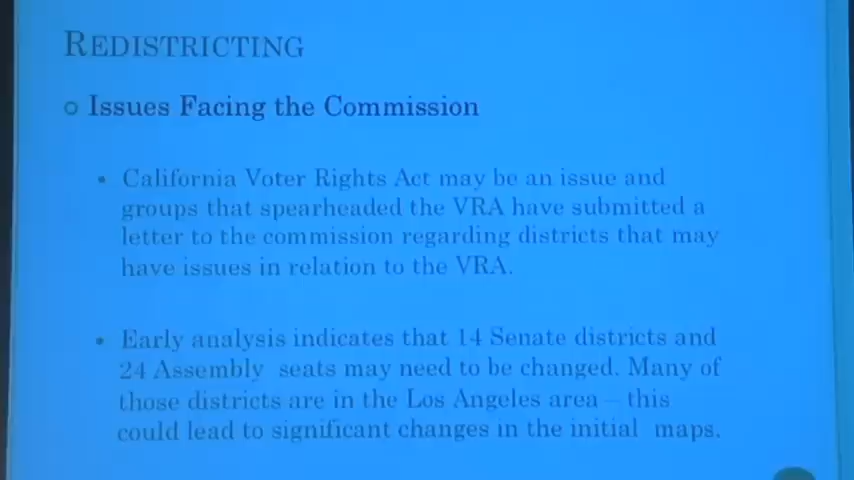 REDISTRICTING
Issues Facing the Commission
• California Voter Rights Act may be an issue and
groups that spearheaded the VRA have submitted a
letter to the commission regarding districts that may
have issues in relation to the VRA.
• Early analysis indicates that 14 Senate districts and
24 Assembly seats may need to be changed. Many of
those districts are in the Los Angeles area – this
could lead to significant changes in the initial maps.